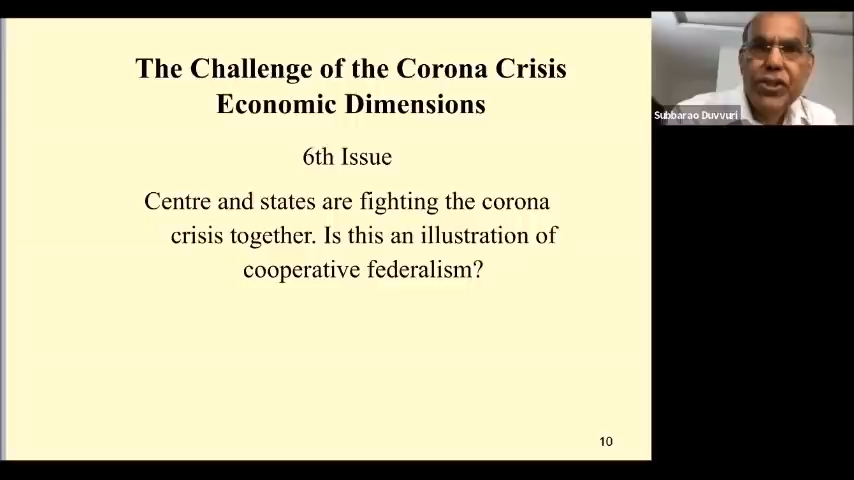 The Challenge of the Corona Crisis
Economic Dimensions
6th Issue
Centre and states are fighting the corona
crisis together. Is this an illustration of
cooperative federalism?
10
Subbarao Duvvuri